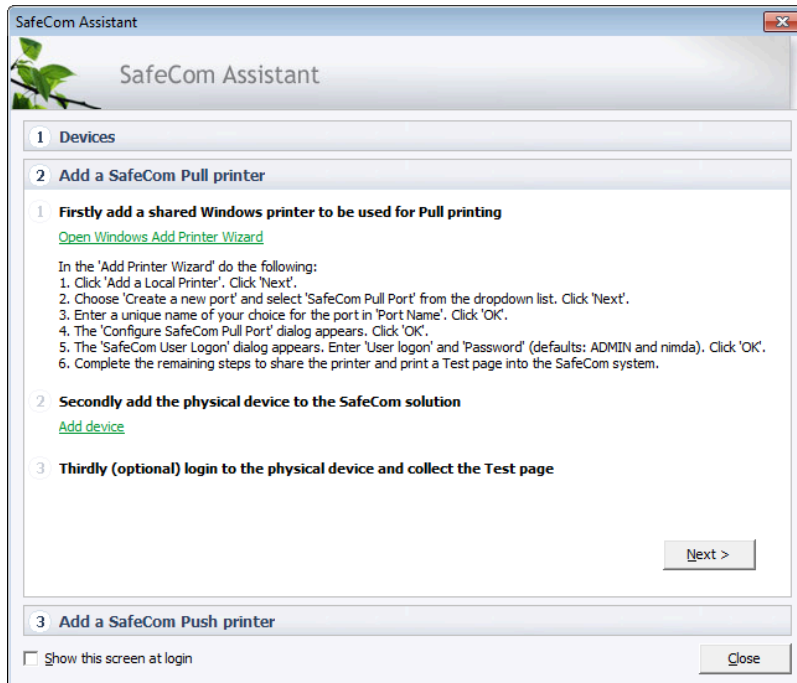 SafeCom Assistant
SafeCom Assistant
1 Devices
2 Add a SafeCom Pull printer
1 Firstly add a shared Windows printer to be used for Pull printing
Open Windows Add Printer Wizard
In the 'Add Printer Wizard' do the following:
1. Click 'Add a Local Printer'. Click 'Next'.
2. Choose 'Create a new port' and select 'SafeCom Pull Port' from the dropdown list. Click 'Next'.
3. Enter a unique name of your choice for the port in 'Port Name'. Click 'OK'.
4. The 'Configure SafeCom Pull Port' dialog appears. Click 'OK'.
5. The 'SafeCom User Logon' dialog appears. Enter 'User logon' and 'Password' (defaults: ADMIN and nimda). Click 'OK'.
6. Complete the remaining steps to share the printer and print a Test page into the SafeCom system.
2 Secondly add the physical device to the SafeCom solution
Add device
3 Thirdly (optional) login to the physical device and collect the Test page
Next >
3 Add a SafeCom Push printer
Show this screen at login
Close